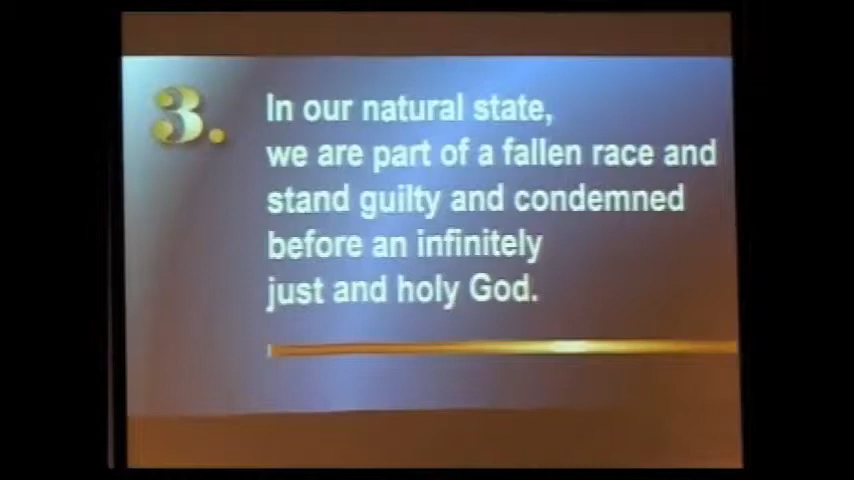 3.
In our natural state,
we are part of a fallen race and
stand guilty and condemned
before an infinitely
just and holy God.